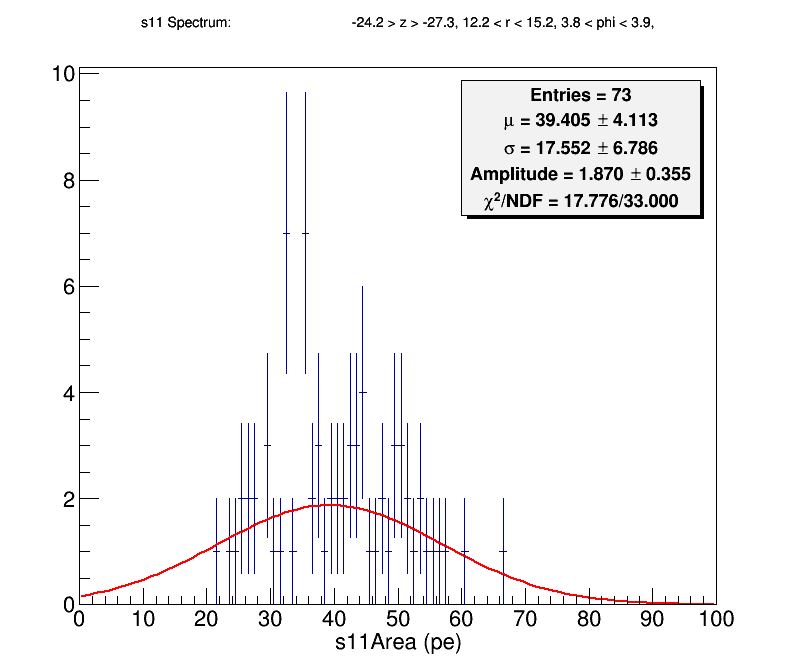 s11 Spectrum: -24.2 > z > -27.3, 12.2 < r < 15.2, 3.8 < phi < 3.9,
Entries = 73
μ = 39.405 ± 4.113
σ = 17.552 ± 6.786
Amplitude = 1.870 ± 0.355
χ²/NDF = 17.776/33.000
10
8
6
4
2
0
0 10 20 30 40 50 60 70 80 90 100
s11Area (pe)